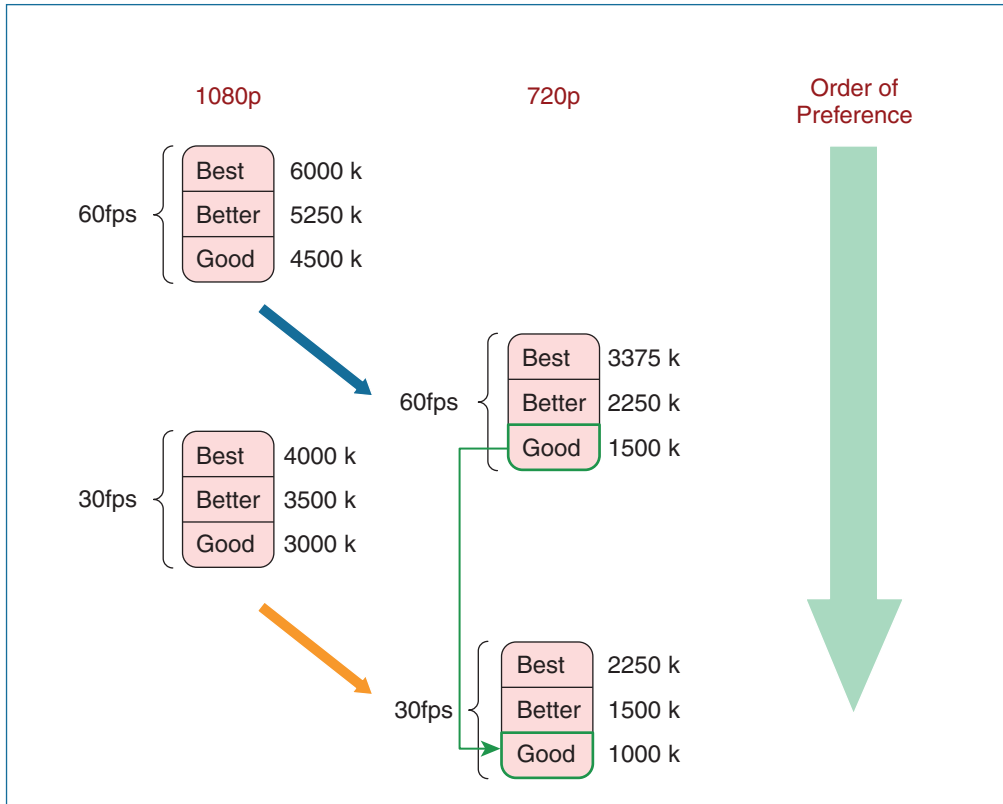 1080p
720p
Order of
Preference
60fps
Best 6000 k
Better 5250 k
Good 4500 k
60fps
Best 3375 k
Better 2250 k
Good 1500 k
30fps
Best 4000 k
Better 3500 k
Good 3000 k
30fps
Best 2250 k
Better 1500 k
Good 1000 k